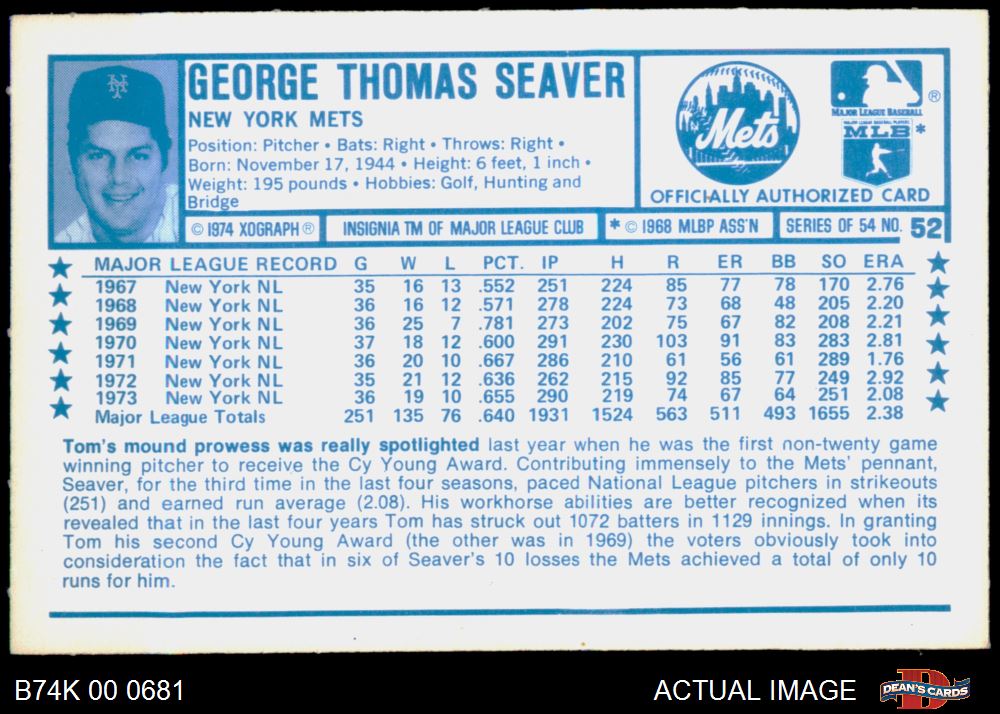 NY
GEORGE THOMAS SEAVER
NEW YORK METS
Position: Pitcher • Bats: Right • Throws: Right •
Born: November 17, 1944 • Height: 6 feet, 1 inch •
Weight: 195 pounds • Hobbies: Golf, Hunting and
Bridge
Mets
®
MAJOR LEAGUE BASEBALL
MAJOR LEAGUE BASEBALL PLAYERS
MLB*
OFFICIALLY AUTHORIZED CARD
© 1974 XOGRAPH ® INSIGNIA TM OF MAJOR LEAGUE CLUB * © 1968 MLBP ASS'N SERIES OF 54 NO. 52
MAJOR LEAGUE RECORD G W L PCT. IP H R ER BB SO ERA
1967 New York NL 35 16 13 .552 251 224 85 77 78 170 2.76
1968 New York NL 36 16 12 .571 278 224 73 68 48 205 2.20
1969 New York NL 36 25 7 .781 273 202 75 67 82 208 2.21
1970 New York NL 37 18 12 .600 291 230 103 91 83 283 2.81
1971 New York NL 36 20 10 .667 286 210 61 56 61 289 1.76
1972 New York NL 35 21 12 .636 262 215 92 85 77 249 2.92
1973 New York NL 36 19 10 .655 290 219 74 67 64 251 2.08
Major League Totals 251 135 76 .640 1931 1524 563 511 493 1655 2.38
Tom's mound prowess was really spotlighted last year when he was the first non-twenty game
winning pitcher to receive the Cy Young Award. Contributing immensely to the Mets' pennant,
Seaver, for the third time in the last four seasons, paced National League pitchers in strikeouts
(251) and earned run average (2.08). His workhorse abilities are better recognized when its
revealed that in the last four years Tom has struck out 1072 batters in 1129 innings. In granting
Tom his second Cy Young Award (the other was in 1969) the voters obviously took into
consideration the fact that in six of Seaver's 10 losses the Mets achieved a total of only 10
runs for him.
B74K 00 0681
ACTUAL IMAGE
D
DEAN'S CARDS